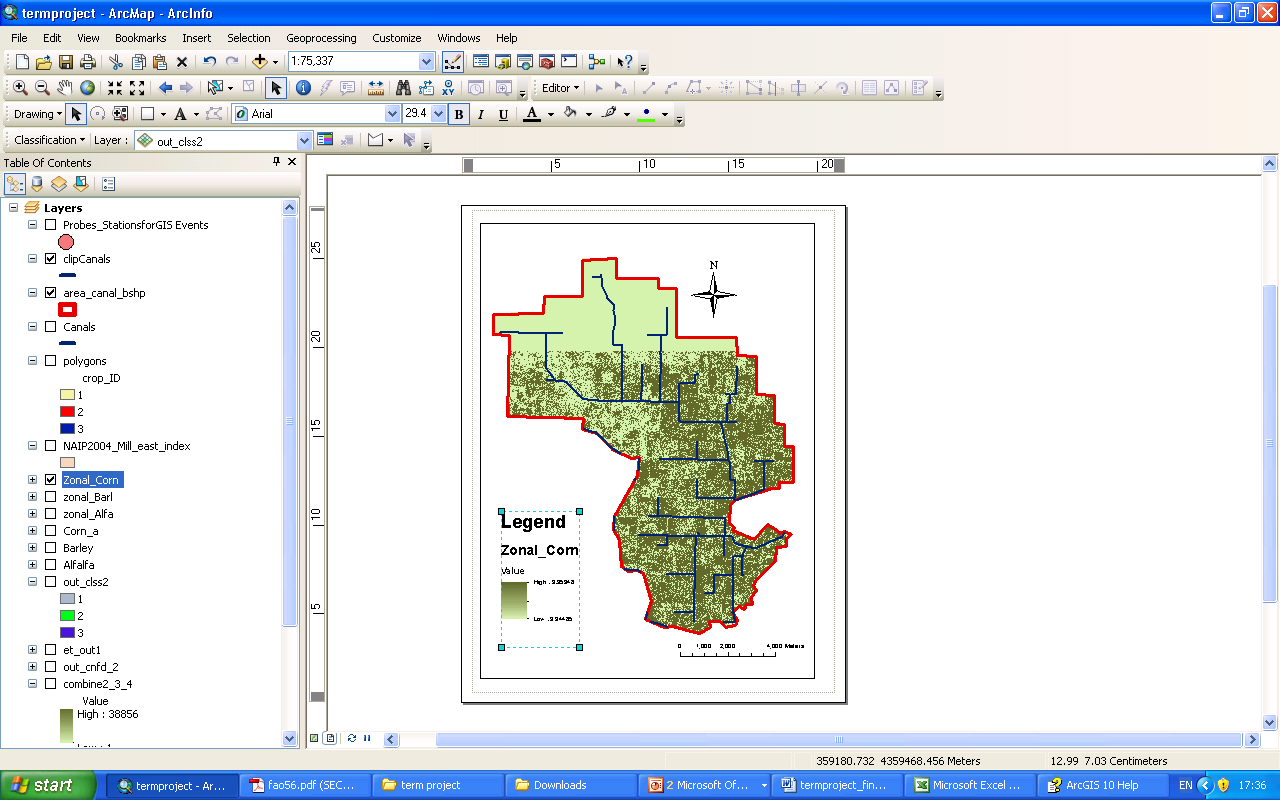 termproject - ArcMap - ArcInfo
File Edit View Bookmarks Insert Selection Geoprocessing Customize Windows Help
1:75,337
Editor
Drawing A Arial 29.4 B I U A
Classification Layer : out_clss2
Table Of Contents
5 10 15 20
Layers
Probes_StationsforGIS Events
clipCanals
area_canal_bshp
Canals
polygons
crop_ID
1
2
3
NAIP2004_Mill_east_index
Zonal_Corn
zonal_Barl
zonal_Alfa
Corn_a
Barley
Alfalfa
out_clss2
1
2
3
et_out1
out_cnfd_2
combine2_3_4
Value
High : 38856
25
20
15
10
5
N
Legend
Zonal_Corn
Value
0 1,000 2,000 4,000 Meters
359180.732 4359468.456 Meters 12.99 7.03 Centimeters
start termproject - Ar... fao56.pdf (SEC... term project Downloads 2 Microsoft Of... termproject_fin... Microsoft Excel ... ArcGIS 10 Help EN 17:36